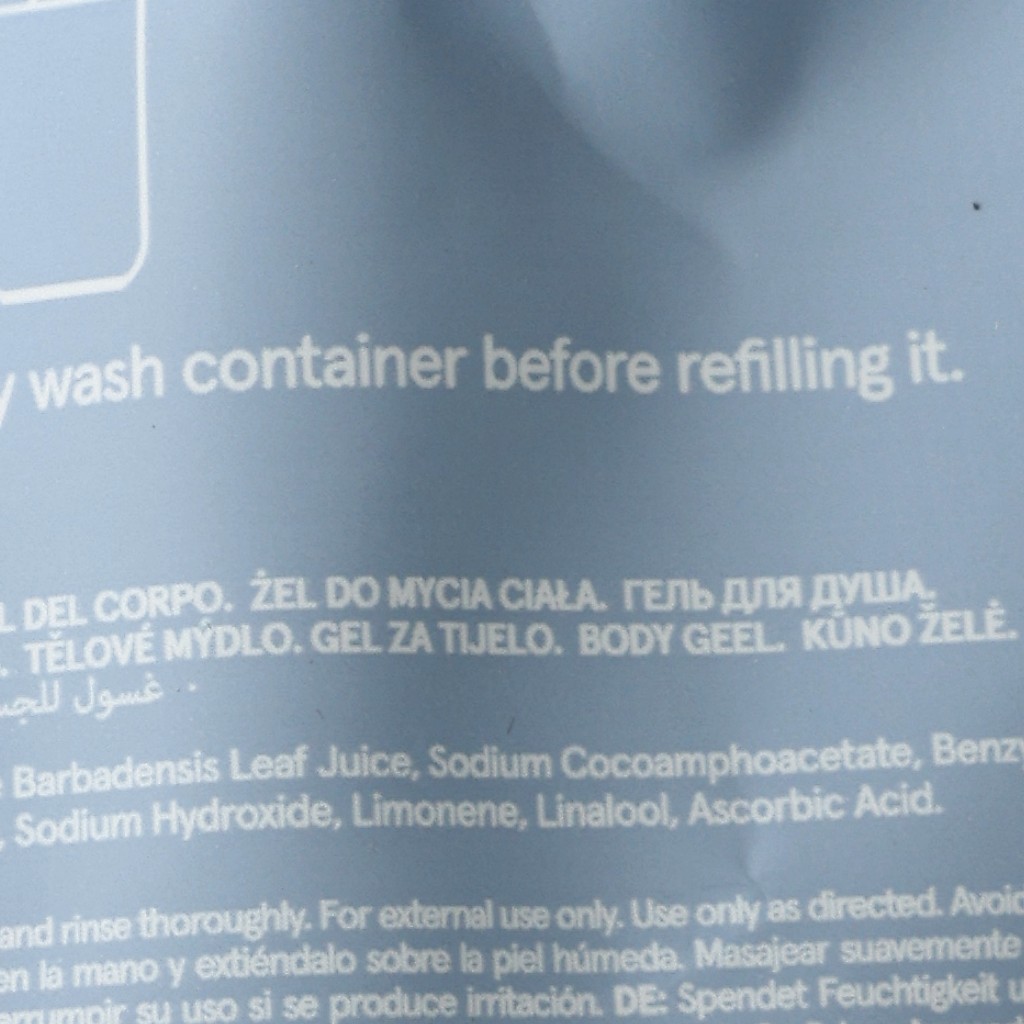 wash container before refilling it.
DEL CORPO. ŻEL DO MYCIA CIAŁA. ГЕЛЬ ДЛЯ ДУША.
TĚLOVÉ MÝDLO. GEL ZA TIJELO. BODY GEEL. KŪNO ŽELĖ.
غسول
Barbadensis Leaf Juice, Sodium Cocoamphoacetate,
Sodium Hydroxide, Limonene, Linalool, Ascorbic Acid.
and rinse thoroughly. For external use only. Use only as directed. Avoid
en la mano y extiéndalo sobre la piel húmeda. Masajear suavemente
su uso si se produce irritación. DE: Spendet Feuchtigkeit